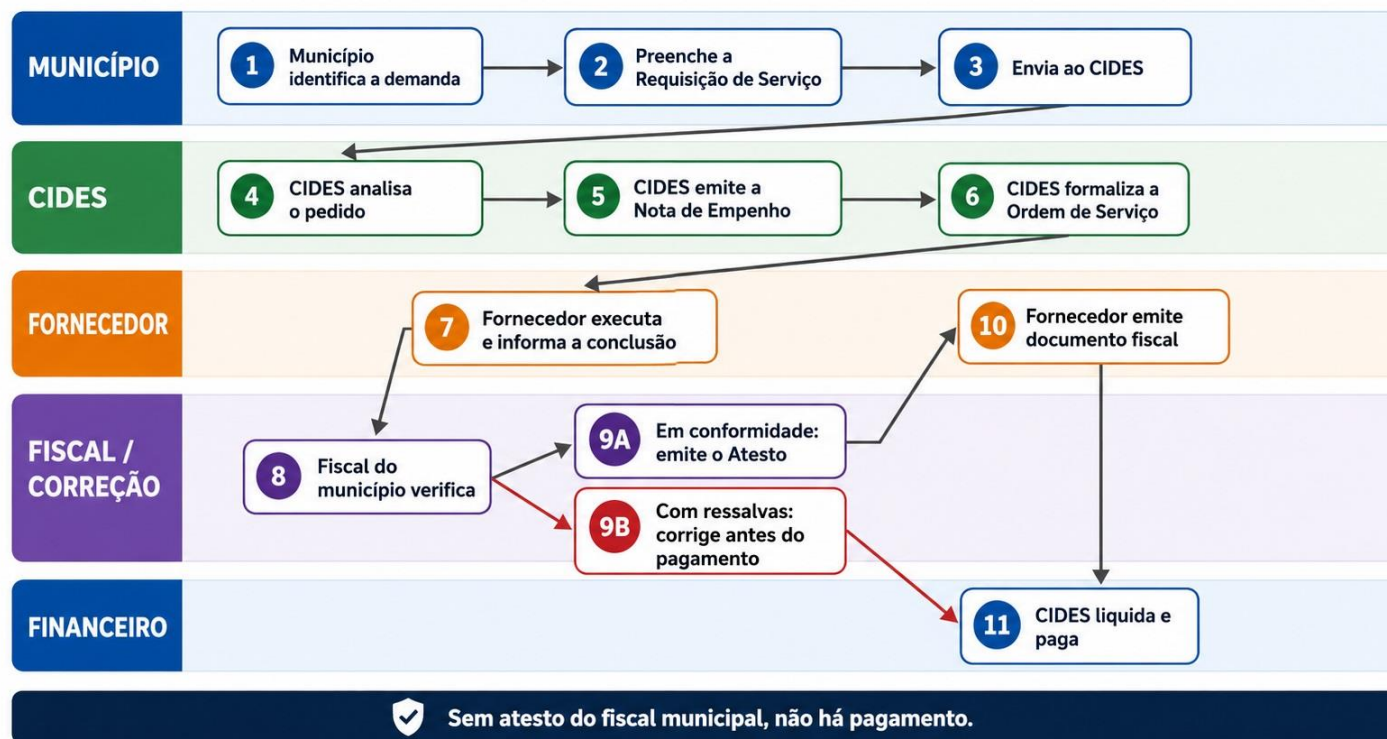 MUNICÍPIO
1
Município
identifica a demanda
2
Preenche a
Requisição de Serviço
3
Envia ao CIDES
CIDES
4
CIDES analisa
o pedido
5
CIDES emite a
Nota de Empenho
6
CIDES formaliza a
Ordem de Serviço
FORNECEDOR
7
Fornecedor executa
e informa a conclusão
10
Fornecedor emite
documento fiscal
FISCAL /
CORREÇÃO
8
Fiscal do
município verifica
9A
Em conformidade:
emite o Atesto
9B
Com ressalvas:
corrige antes do
pagamento
FINANCEIRO
11
CIDES liquida e
paga
Sem atesto do fiscal municipal, não há pagamento.